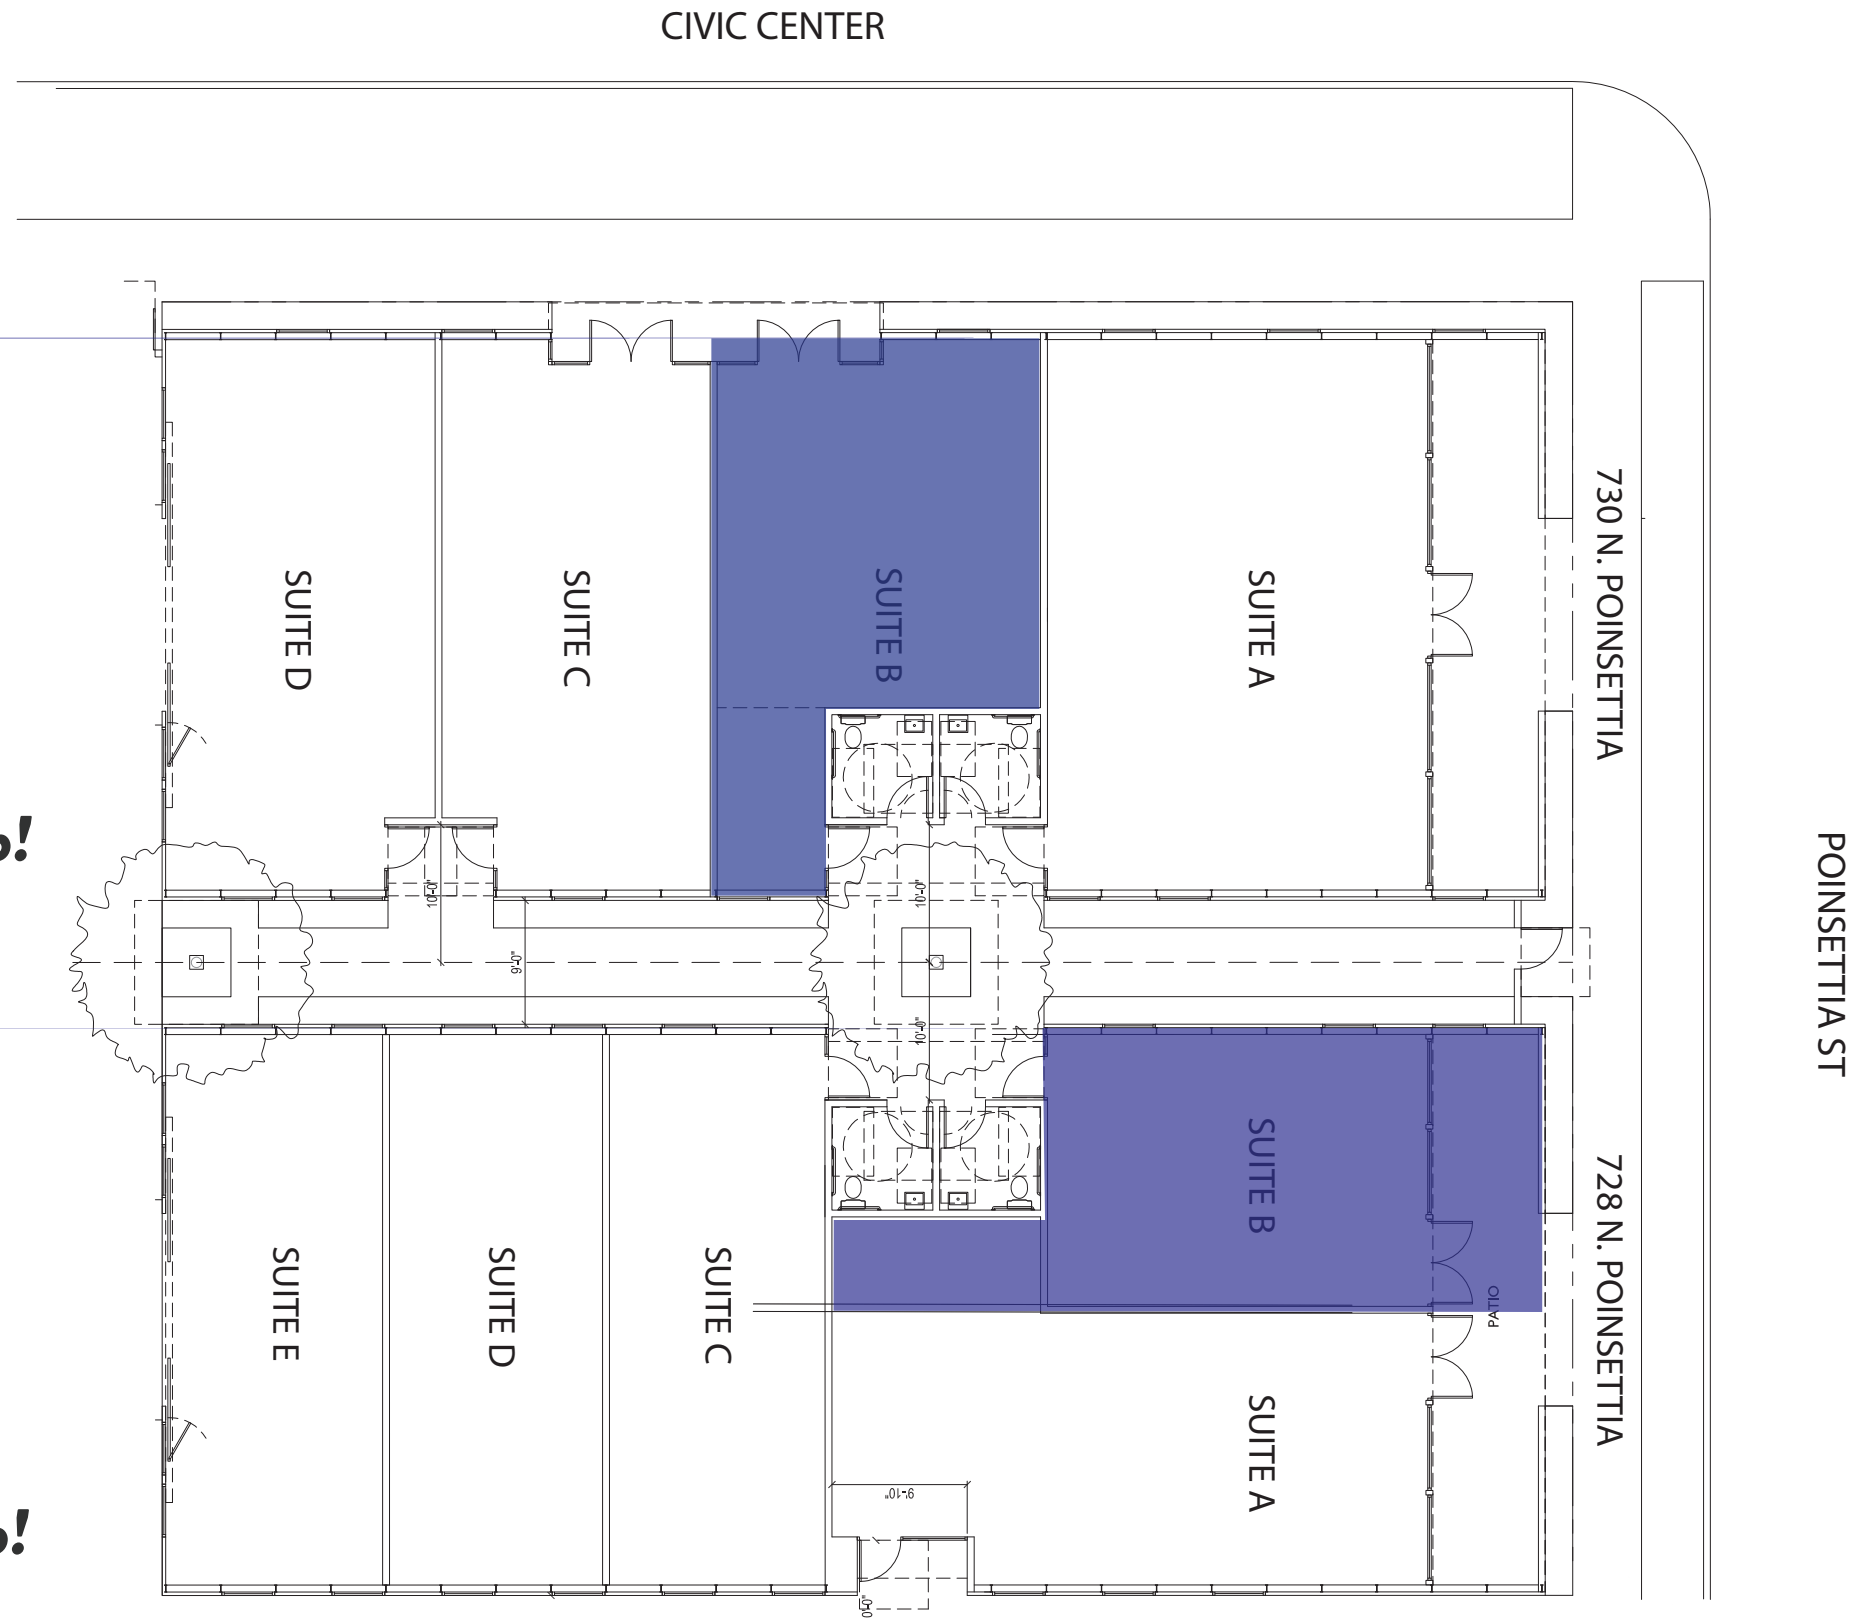 CIVIC CENTER
SUITE D
SUITE C
SUITE B
SUITE A
730 N. POINSETTIA
POINSETTIA ST
10'-0"
10'-0"
9'-0"
10'-0"
SUITE E
SUITE D
SUITE C
SUITE B
PATIO
728 N. POINSETTIA
SUITE A
9'-10"